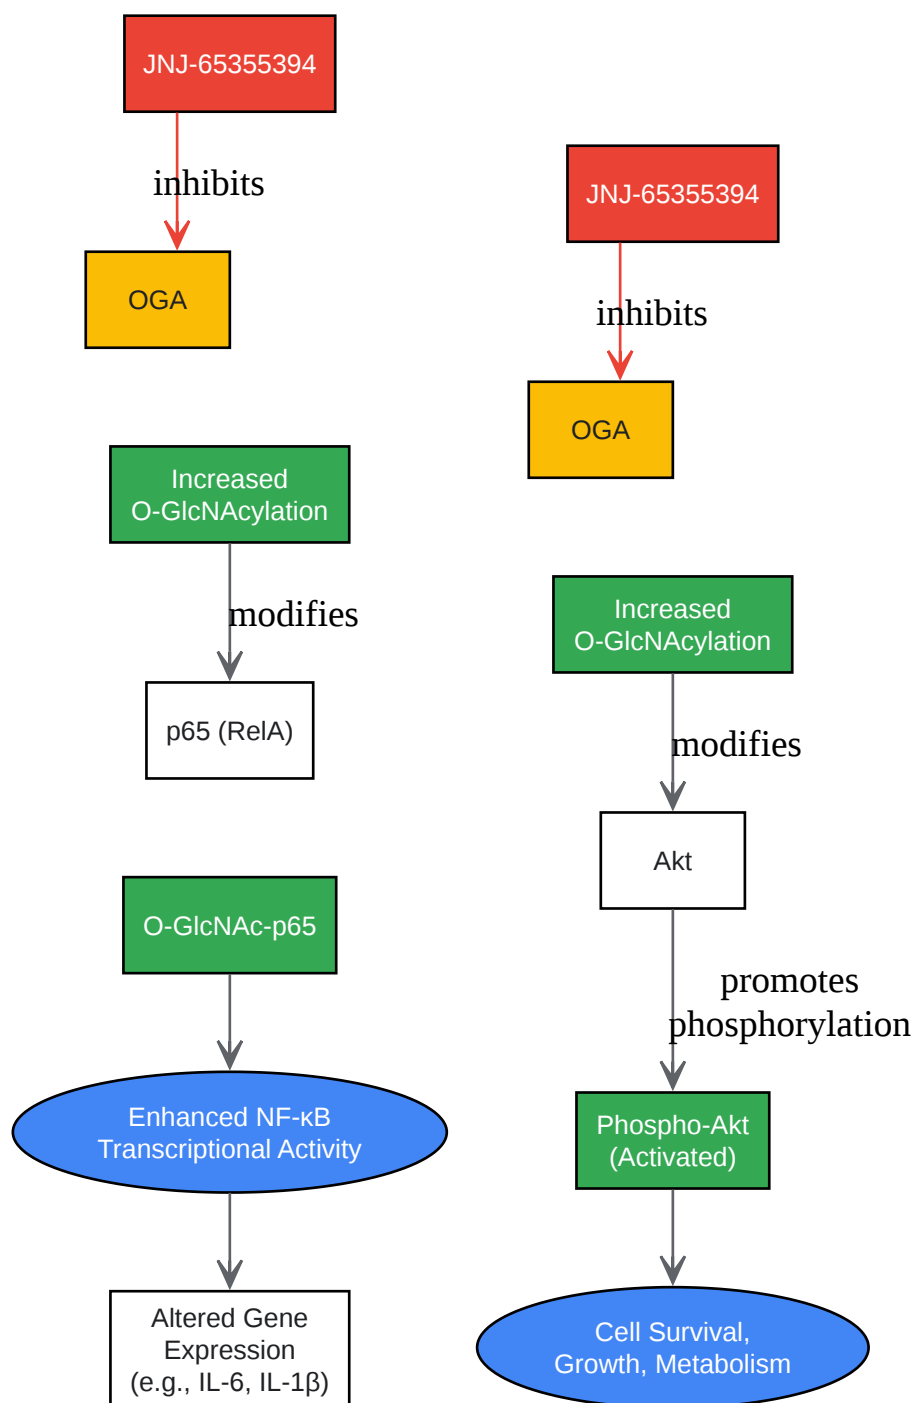 JNJ-65355394
inhibits
OGA
Increased
O-GlcNAcylation
modifies
p65 (RelA)
O-GlcNAc-p65
Enhanced NF-κB
Transcriptional Activity
Altered Gene
Expression
(e.g., IL-6, IL-1β)
JNJ-65355394
inhibits
OGA
Increased
O-GlcNAcylation
modifies
Akt
promotes
phosphorylation
Phospho-Akt
(Activated)
Cell Survival,
Growth, Metabolism